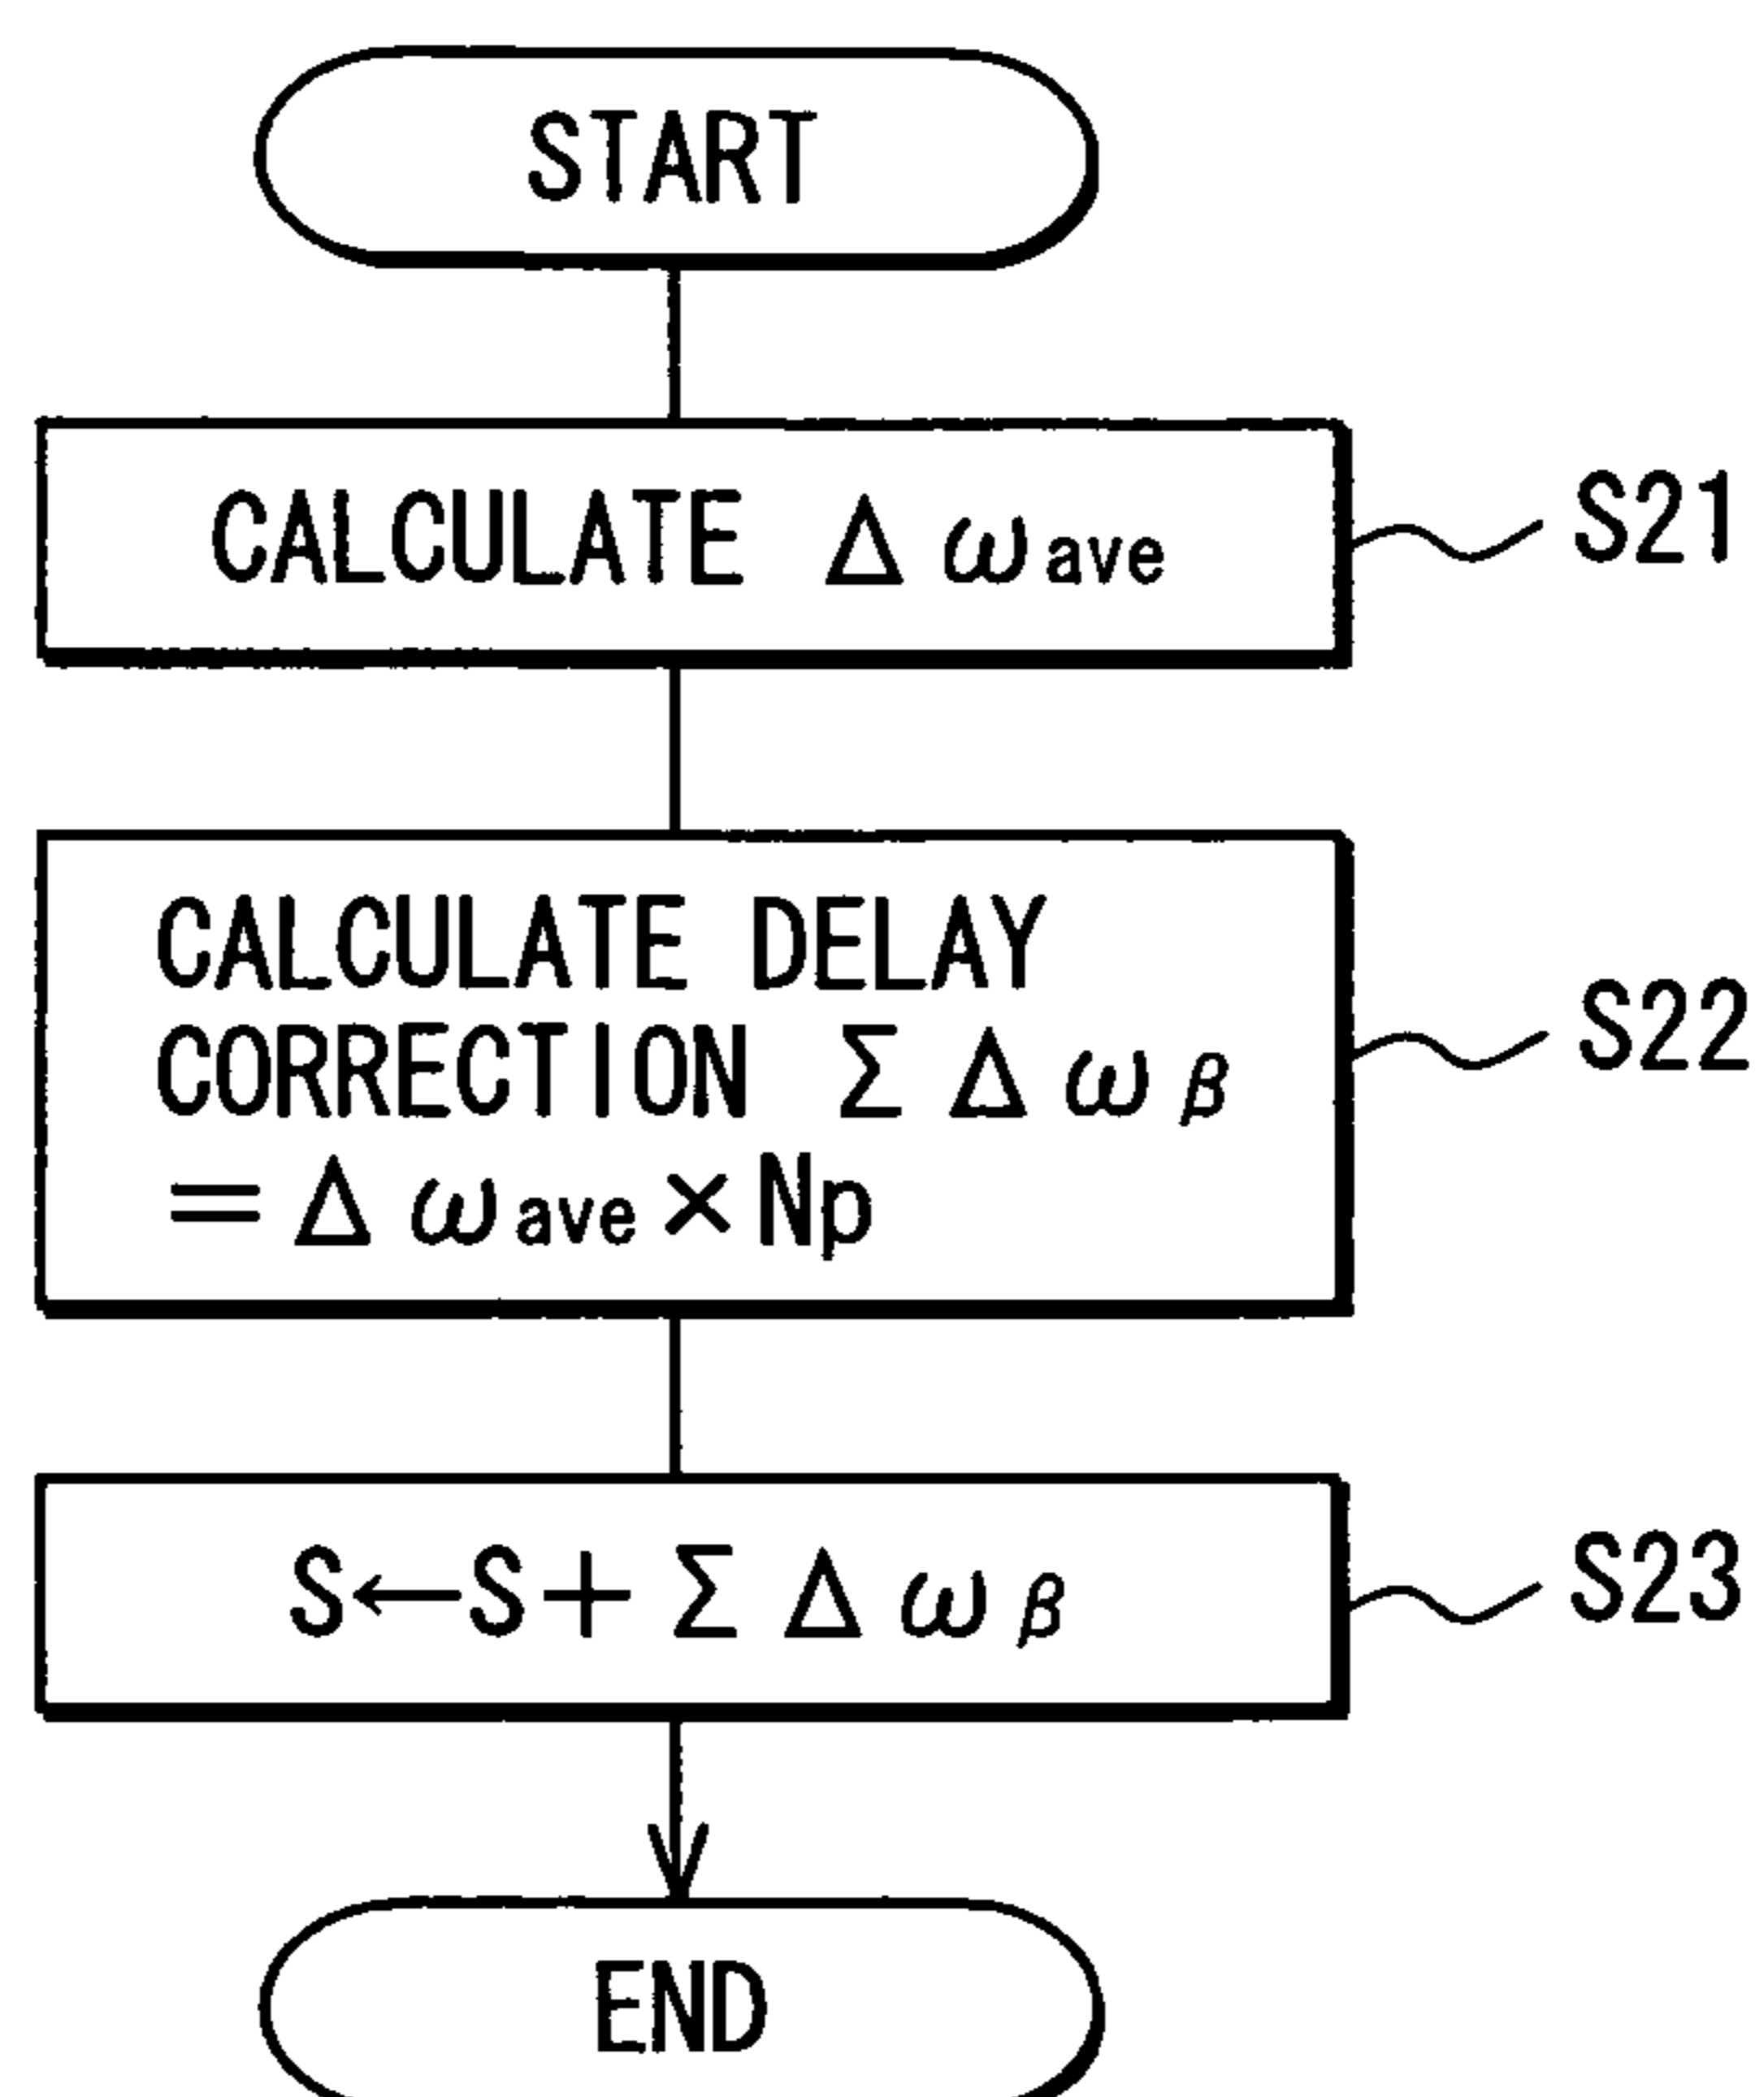 START
CALCULATE Δωave
S21
CALCULATE DELAY
CORRECTION ΣΔωβ
=Δωave×Np
S22
S←S+ΣΔωβ
S23
END